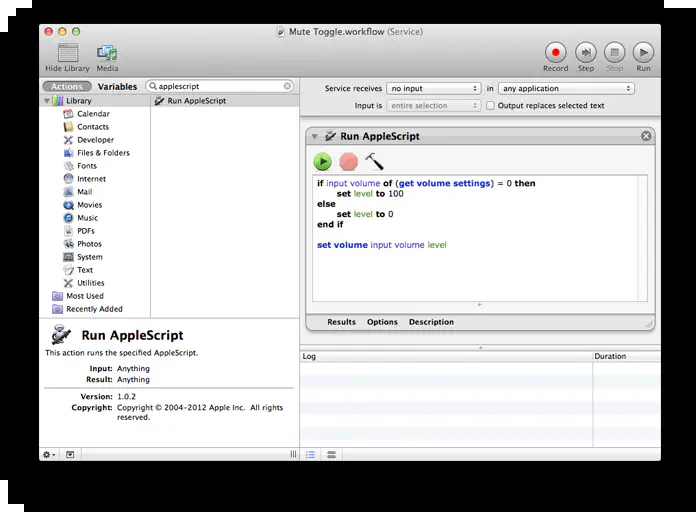 Mute Toggle.workflow (Service)
Hide Library Media Record Step Stop Run
Actions Variables applescript
Service receives no input in any application
Input is entire selection Output replaces selected text
Library
Calendar
Contacts
Developer
Files & Folders
Fonts
Internet
Mail
Movies
Music
PDFs
Photos
System
Text
Utilities
Most Used
Recently Added
Run AppleScript
Run AppleScript
if input volume of (get volume settings) = 0 then
set level to 100
else
set level to 0
end if
set volume input volume level
Results Options Description
Run AppleScript
This action runs the specified AppleScript.
Input: Anything
Result: Anything
Version: 1.0.2
Copyright: Copyright © 2004-2012 Apple Inc. All rights
reserved.
Log Duration